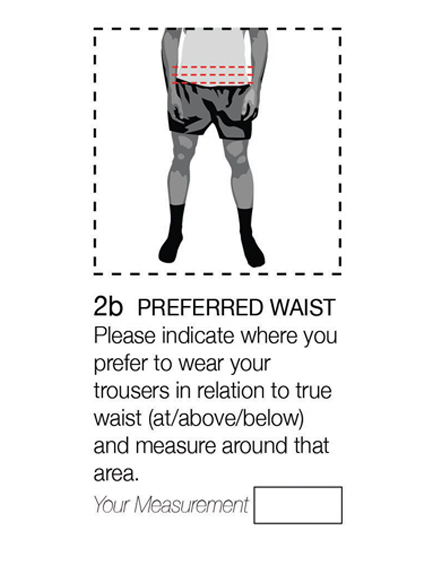 2b PREFERRED WAIST
Please indicate where you
prefer to wear your
trousers in relation to true
waist (at/above/below)
and measure around that
area.
Your Measurement